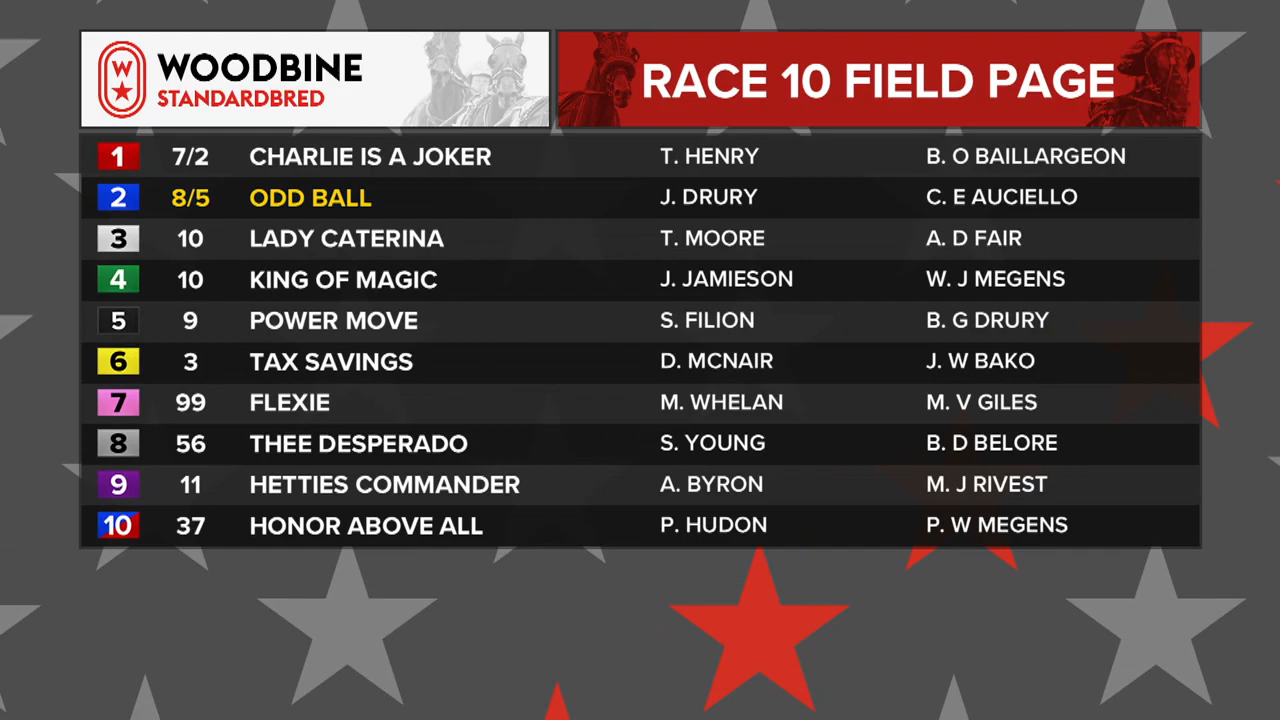 W
WOODBINE
STANDARDBRED
RACE 10 FIELD PAGE
1 7/2 CHARLIE IS A JOKER T. HENRY B. O BAILLARGEON
2 8/5 ODD BALL J. DRURY C. E AUCIELLO
3 10 LADY CATERINA T. MOORE A. D FAIR
4 10 KING OF MAGIC J. JAMIESON W. J MEGENS
5 9 POWER MOVE S. FILION B. G DRURY
6 3 TAX SAVINGS D. MCNAIR J. W BAKO
7 99 FLEXIE M. WHELAN M. V GILES
8 56 THEE DESPERADO S. YOUNG B. D BELORE
9 11 HETTIES COMMANDER A. BYRON M. J RIVEST
10 37 HONOR ABOVE ALL P. HUDON P. W MEGENS